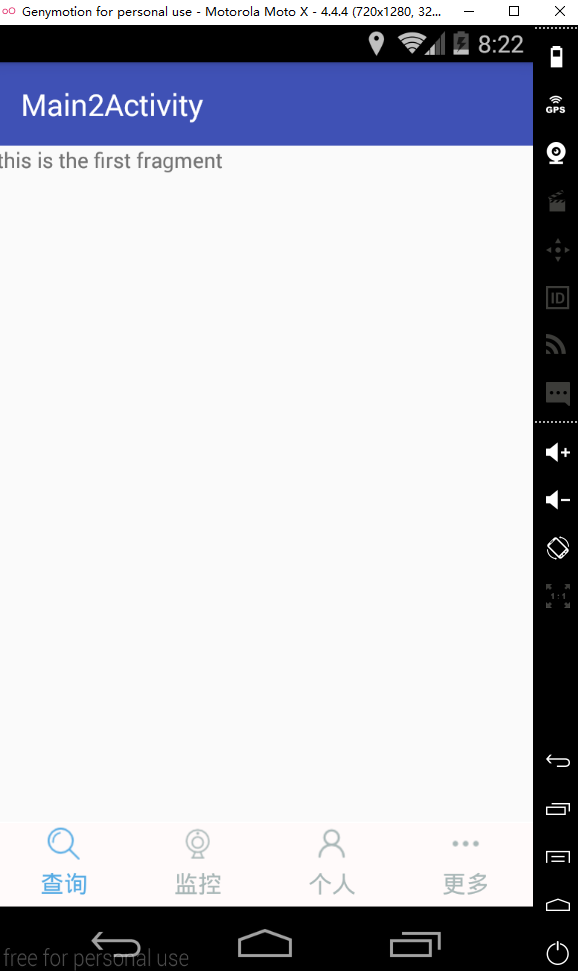 Genymotion for personal use - Motorola Moto X - 4.4.4 (720x1280, 32...
8:22
GPS
Main2Activity
this is the first fragment
ID
1:1
查询 监控 个人 更多
free for personal use